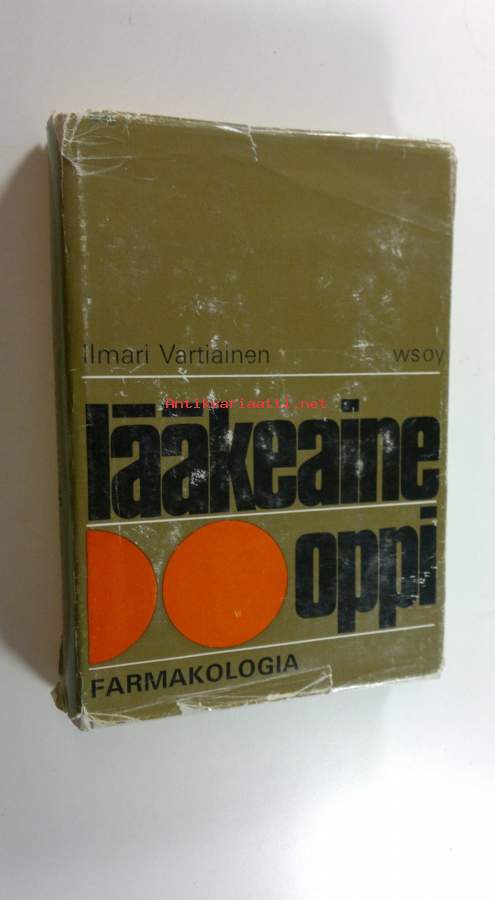 Ilmari Vartiainen wsoy
Antikvariaatti.net
lääkeaine
oppi
FARMAKOLOGIA